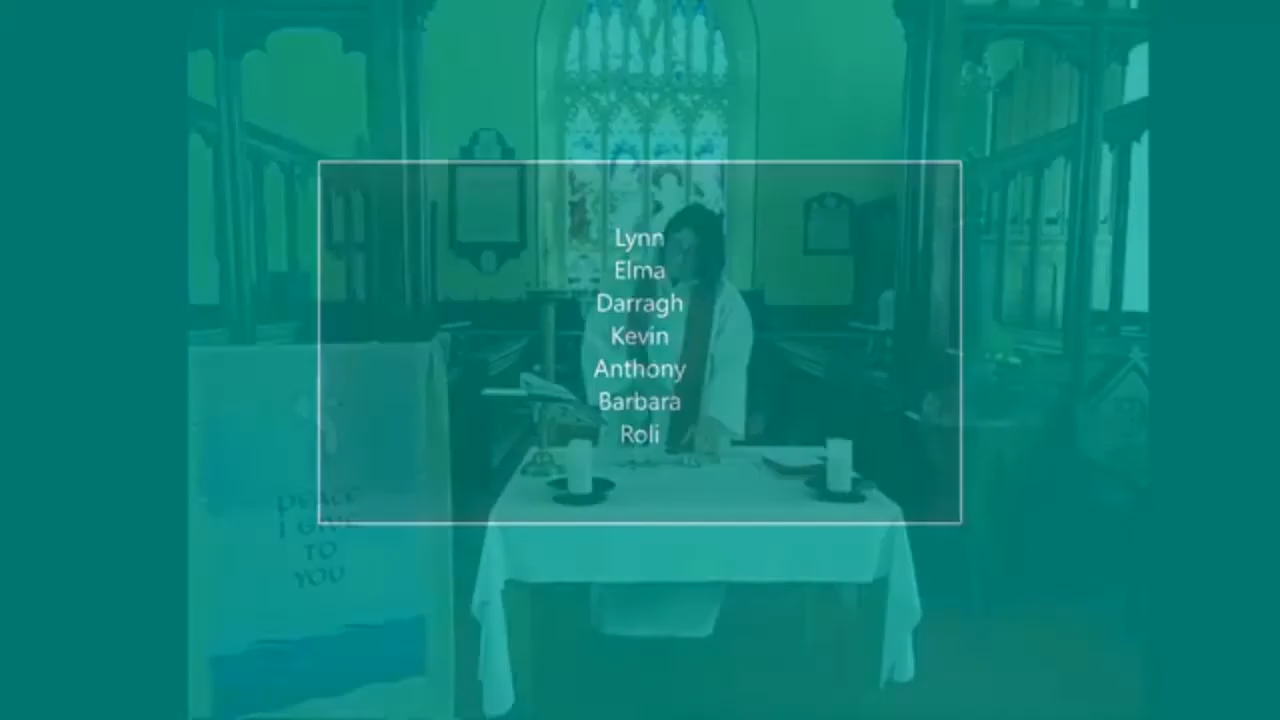 Lynn
Elma
Darragh
Kevin
Anthony
Barbara
Roli
PEACE
I GIVE
TO
YOU